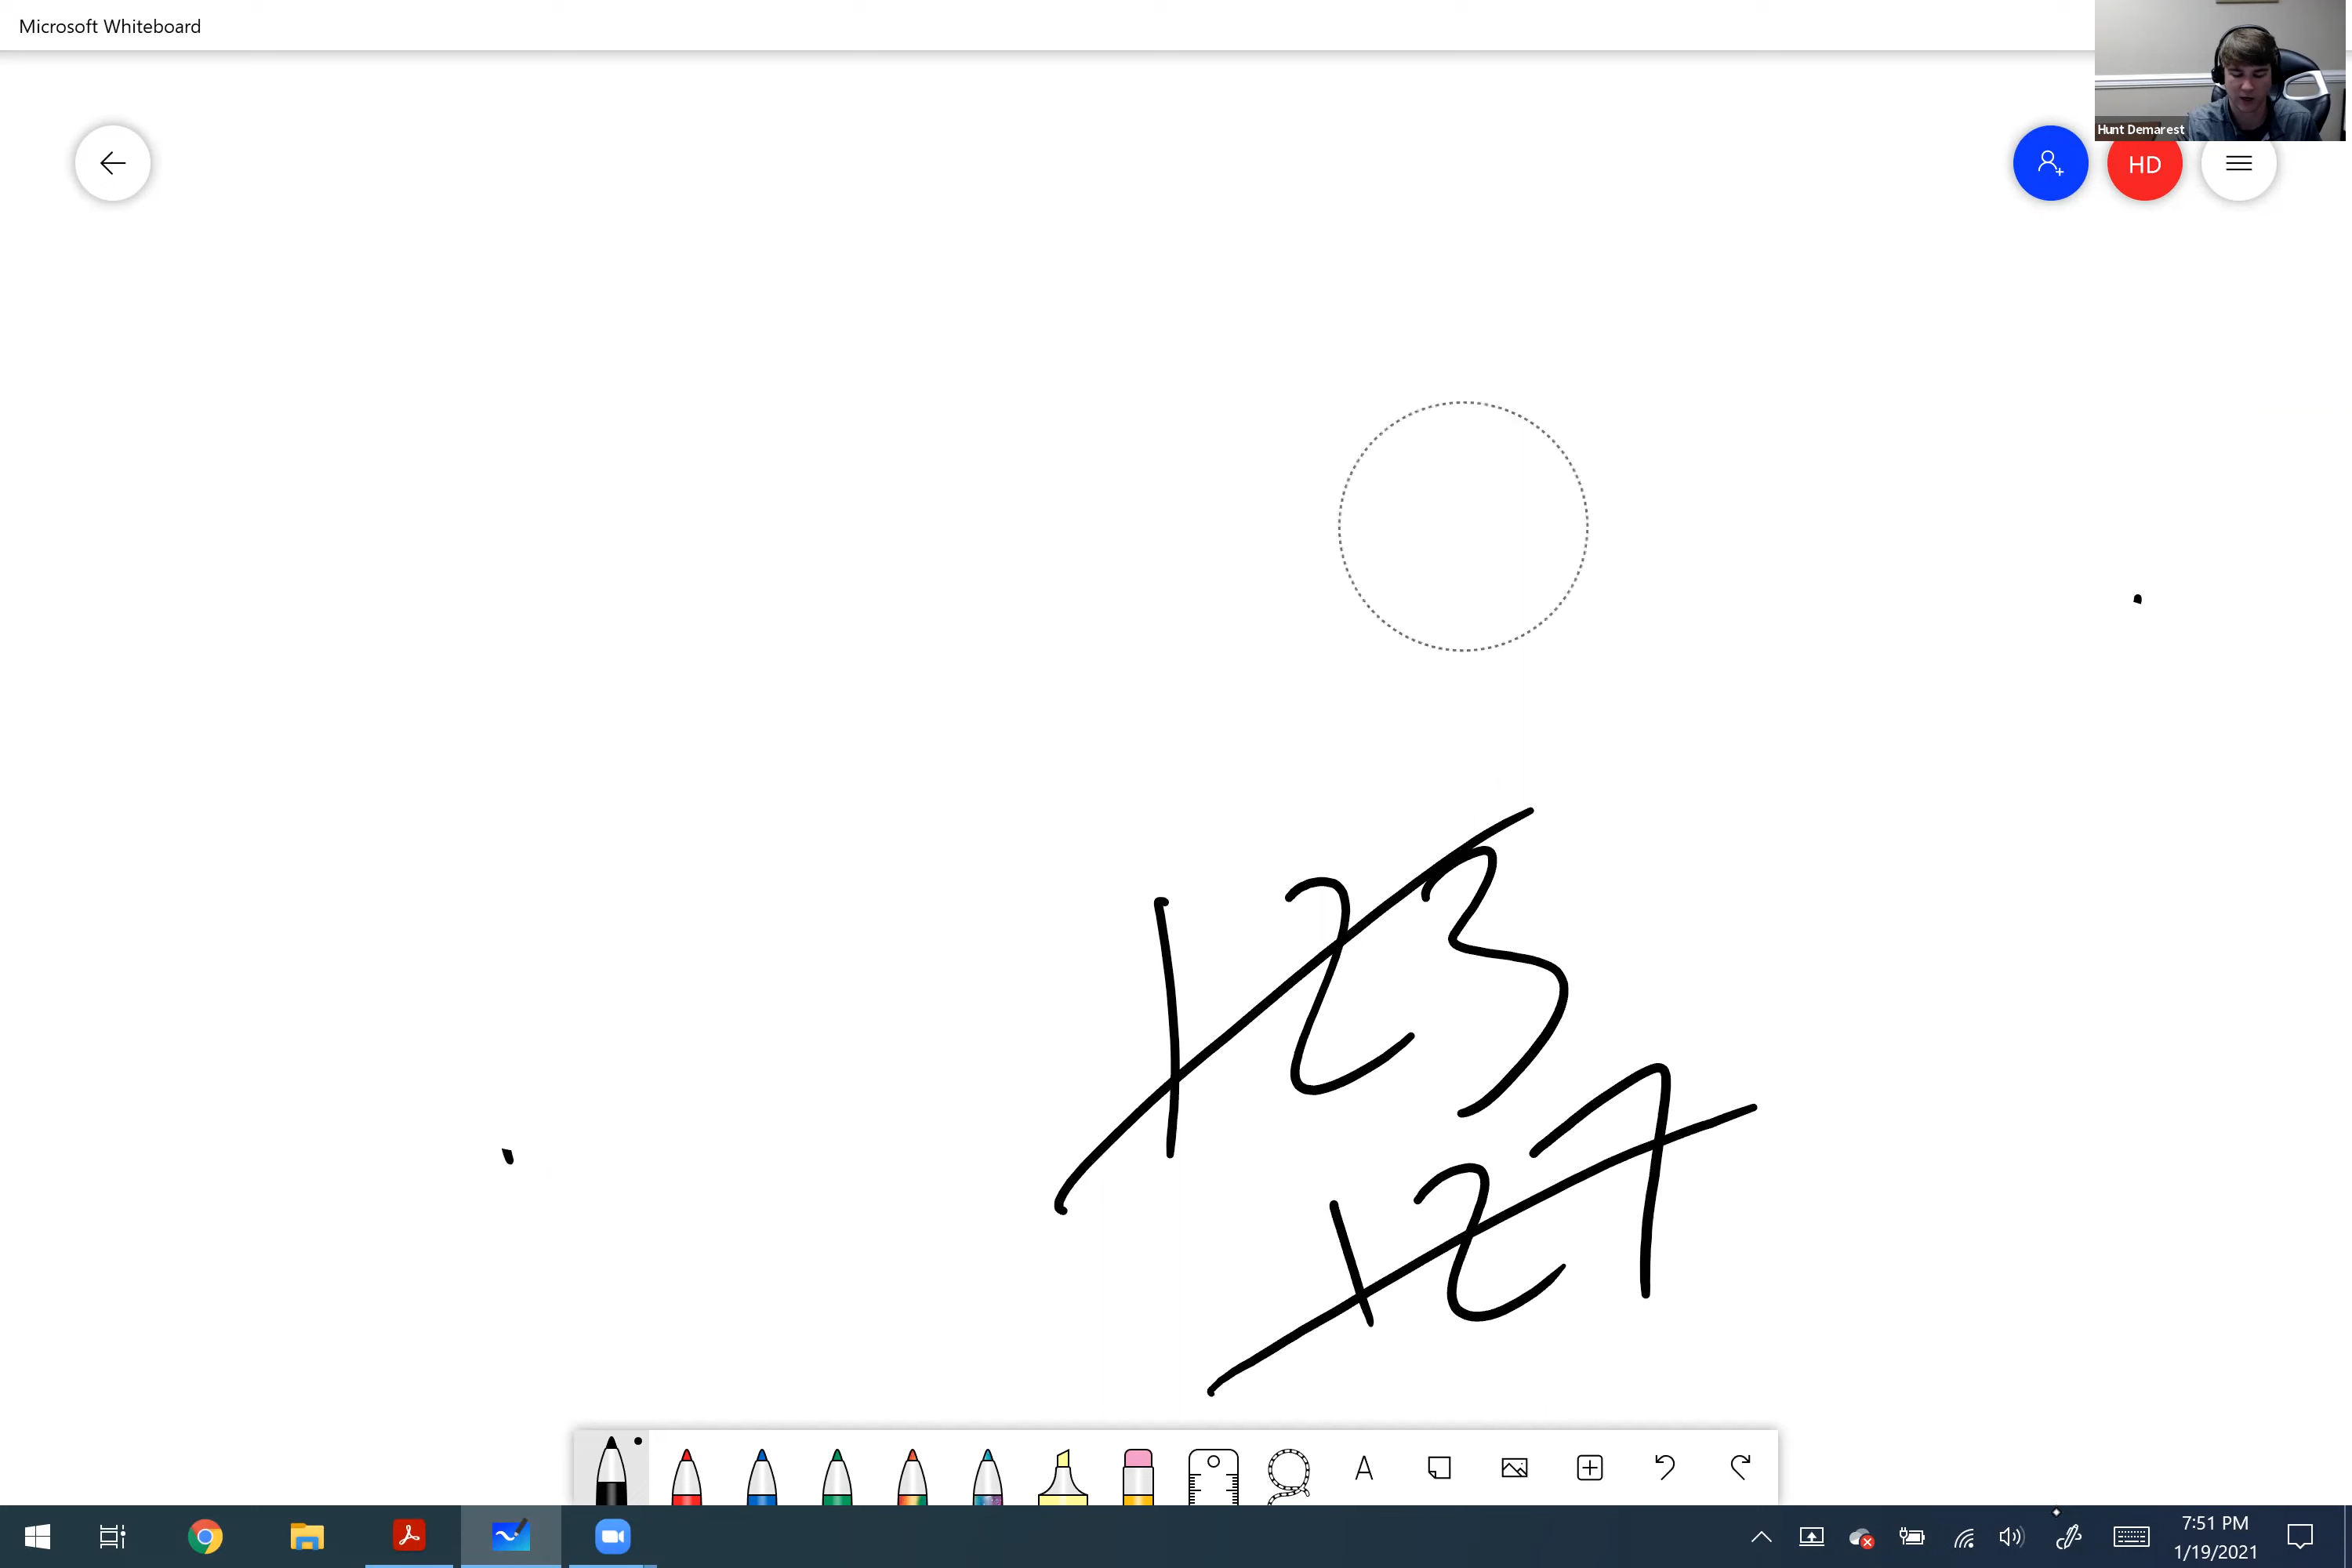 Microsoft Whiteboard
Hunt Demarest
HD
123
127
A
7:51 PM
1/19/2021